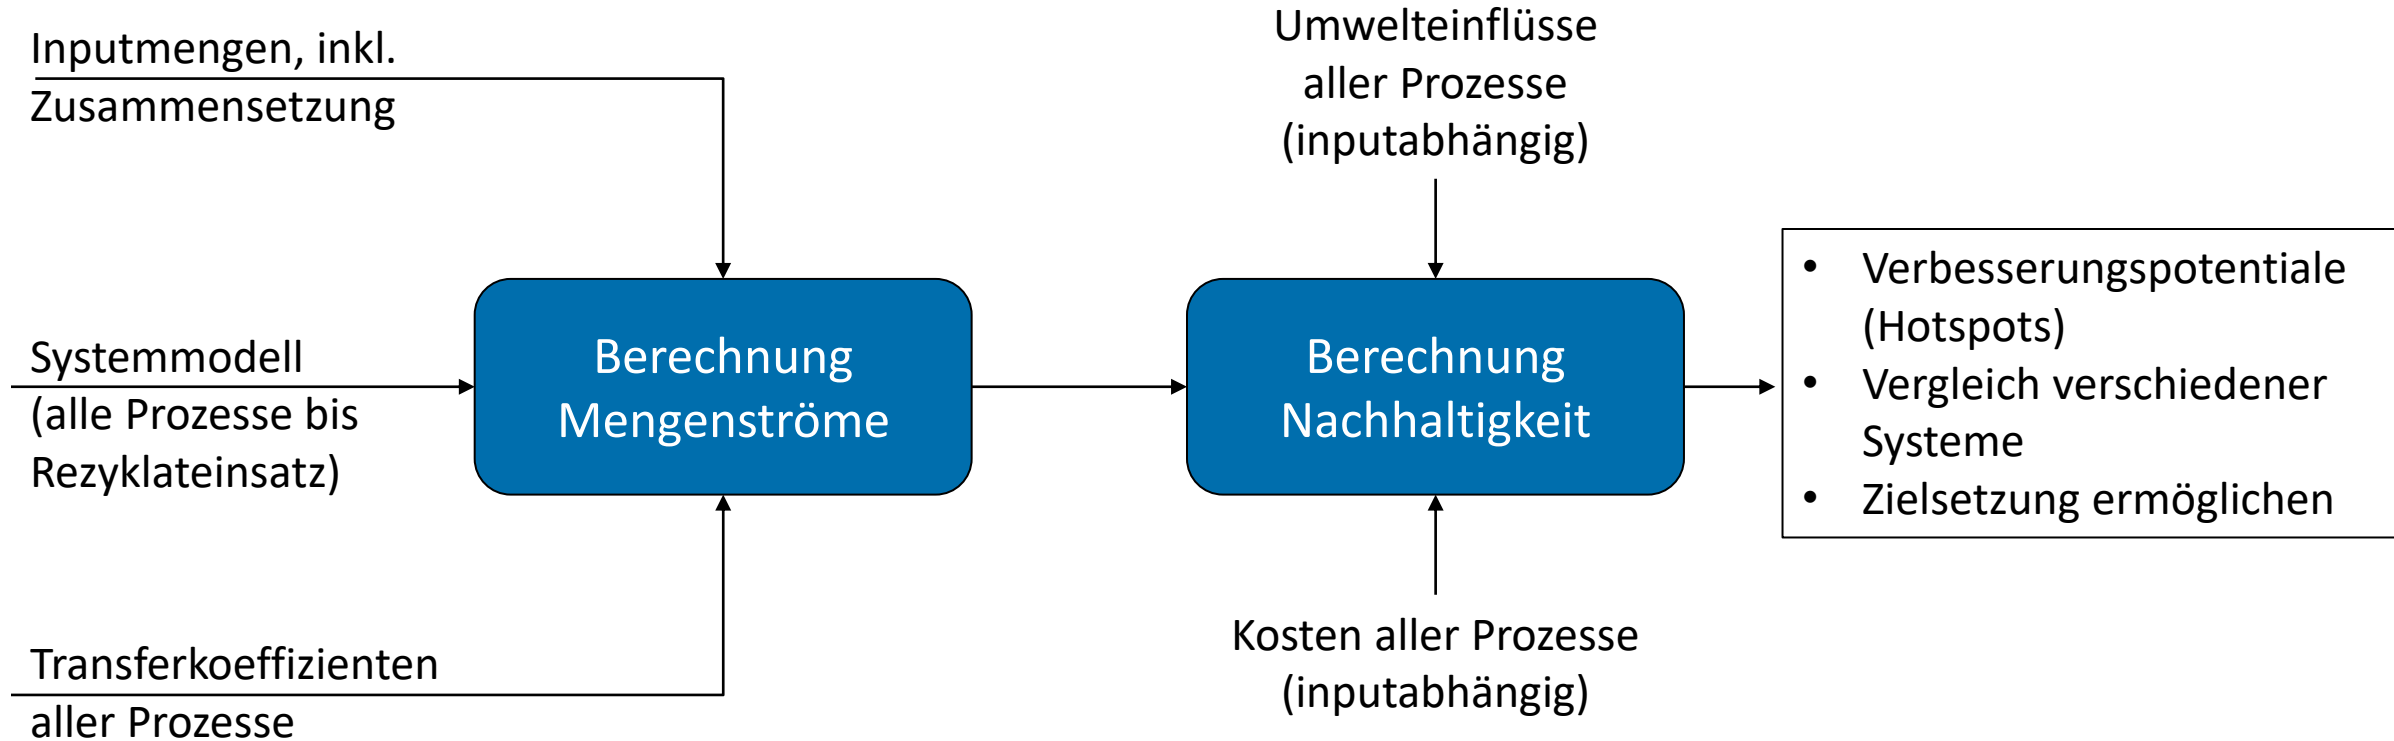 Inputmengen, inkl.
Zusammensetzung
Systemmodell
(alle Prozesse bis
Rezyklateinsatz)
Transferkoeffizienten
aller Prozesse
Berechnung
Mengenströme
Umwelteinflüsse
aller Prozesse
(inputabhängig)
Berechnung
Nachhaltigkeit
Kosten aller Prozesse
(inputabhängig)
• Verbesserungspotentiale
(Hotspots)
• Vergleich verschiedener
Systeme
• Zielsetzung ermöglichen